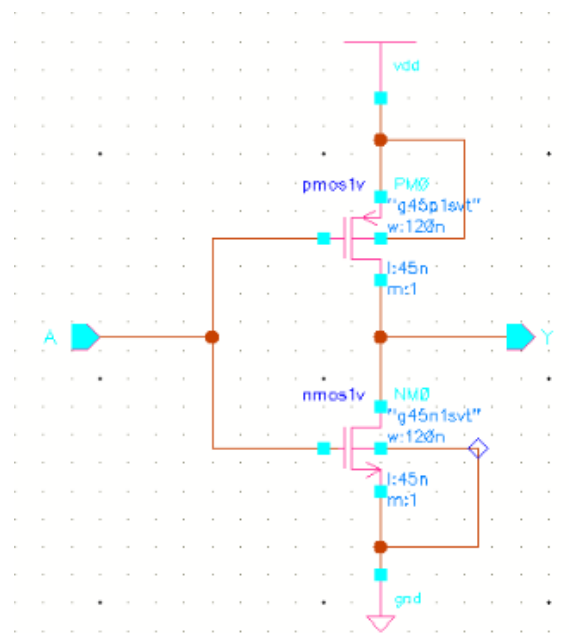 vdd
pmos1v PM0
"g45p1svt"
w:120n
l:45n
m:1
A
Y
nmos1v NM0
"g45n1svt"
w:120n
l:45n
m:1
gnd